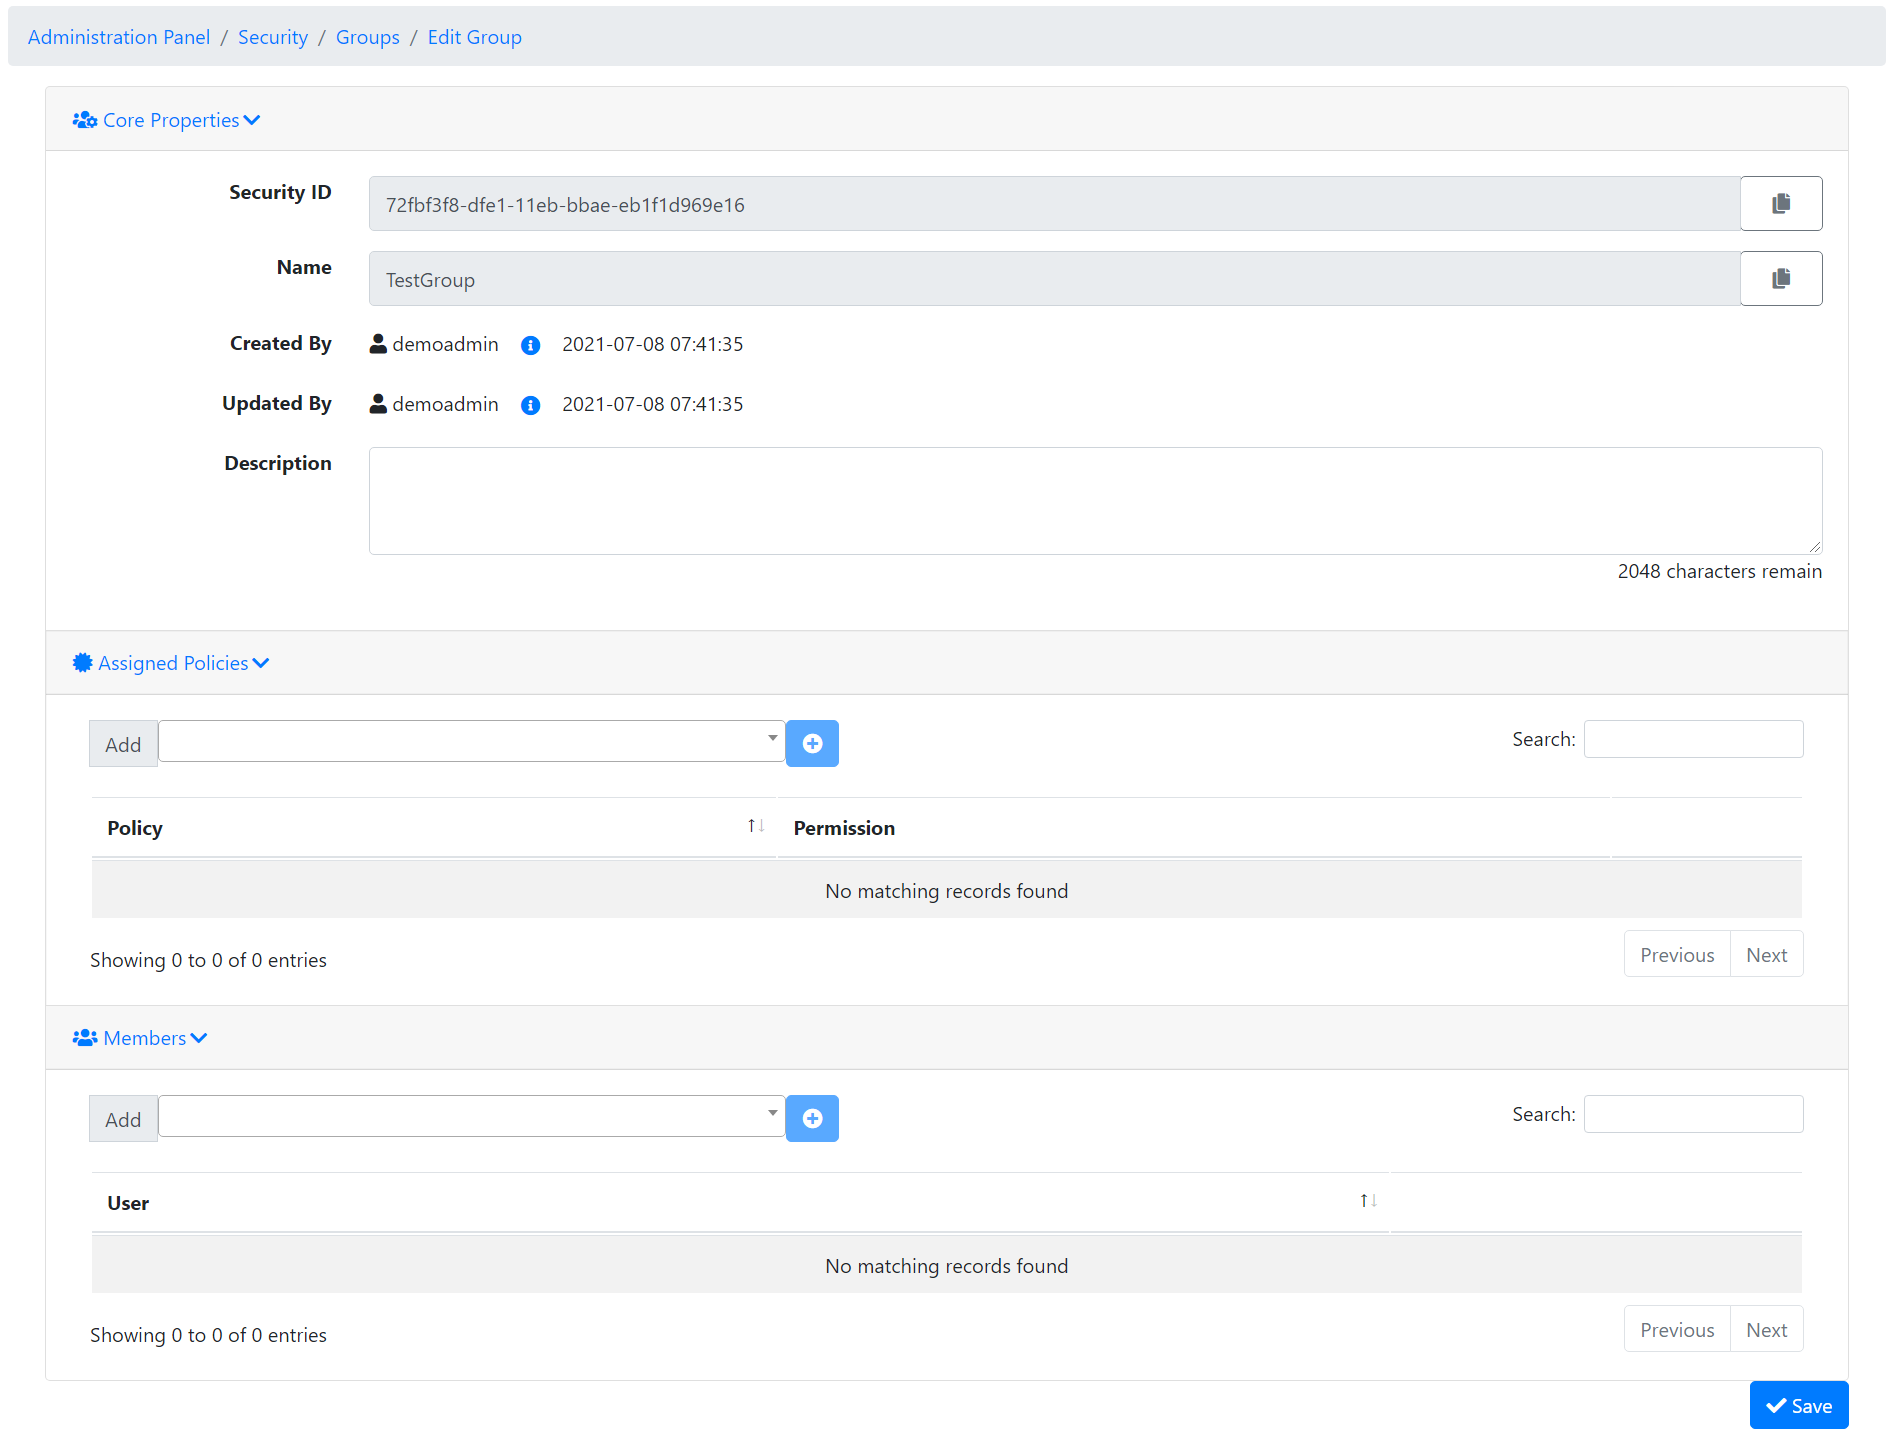 Administration Panel / Security / Groups / Edit Group
Core Properties
Security ID 72fbf3f8-dfe1-11eb-bbae-eb1f1d969e16
Name TestGroup
Created By demoadmin 2021-07-08 07:41:35
Updated By demoadmin 2021-07-08 07:41:35
Description
2048 characters remain
Assigned Policies
Add Search:
Policy Permission
No matching records found
Showing 0 to 0 of 0 entries Previous Next
Members
Add Search:
User
No matching records found
Showing 0 to 0 of 0 entries Previous Next
Save